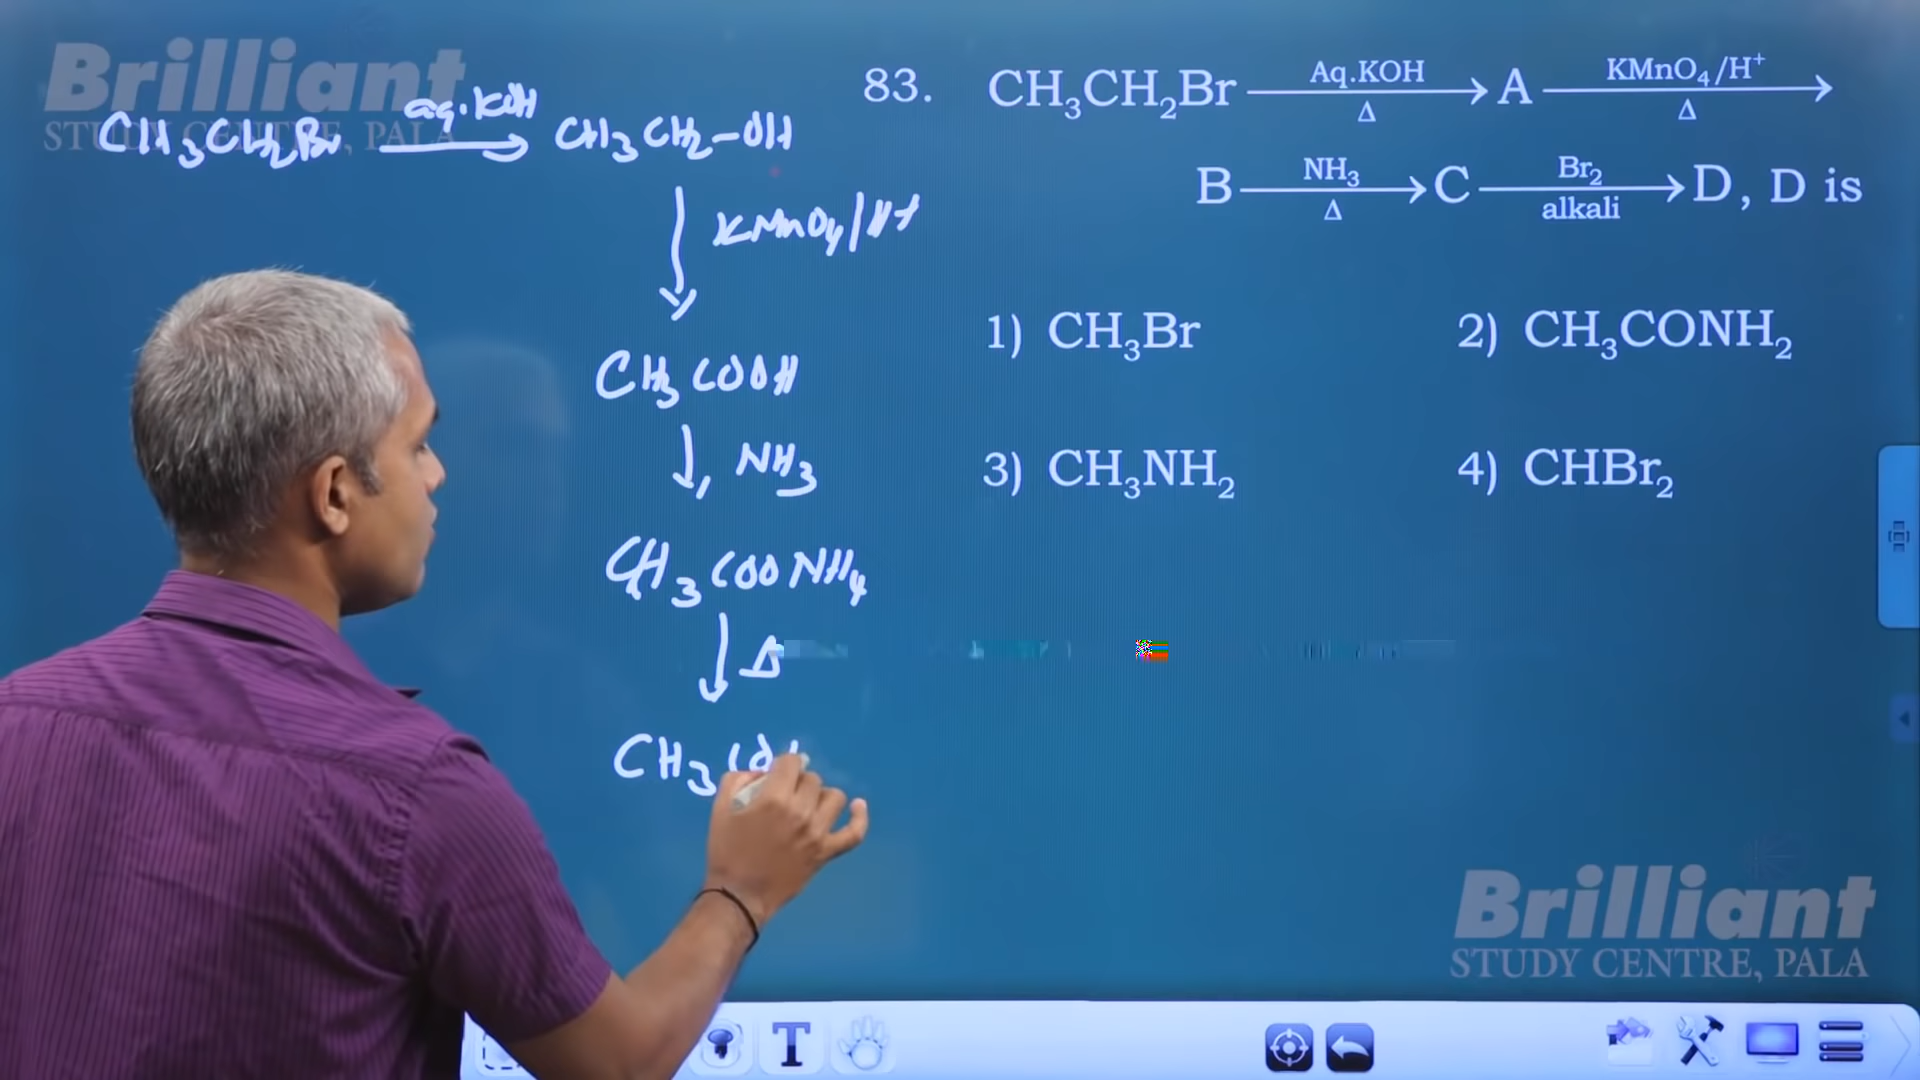 Brilliant
STUDY CENTRE, PALA
CH₃CH₂Br aq.KOH → CH₃CH₂-OH
↓ KMnO₄/H⁺
CH₃COOH
↓, NH₃
CH₃COONH₄
↓ Δ
CH₃CO
83. CH₃CH₂Br Aq.KOH/Δ → A KMnO₄/H⁺/Δ →
B NH₃/Δ → C Br₂/alkali → D, D is
1) CH₃Br 2) CH₃CONH₂
3) CH₃NH₂ 4) CHBr₂
Brilliant
STUDY CENTRE, PALA
T